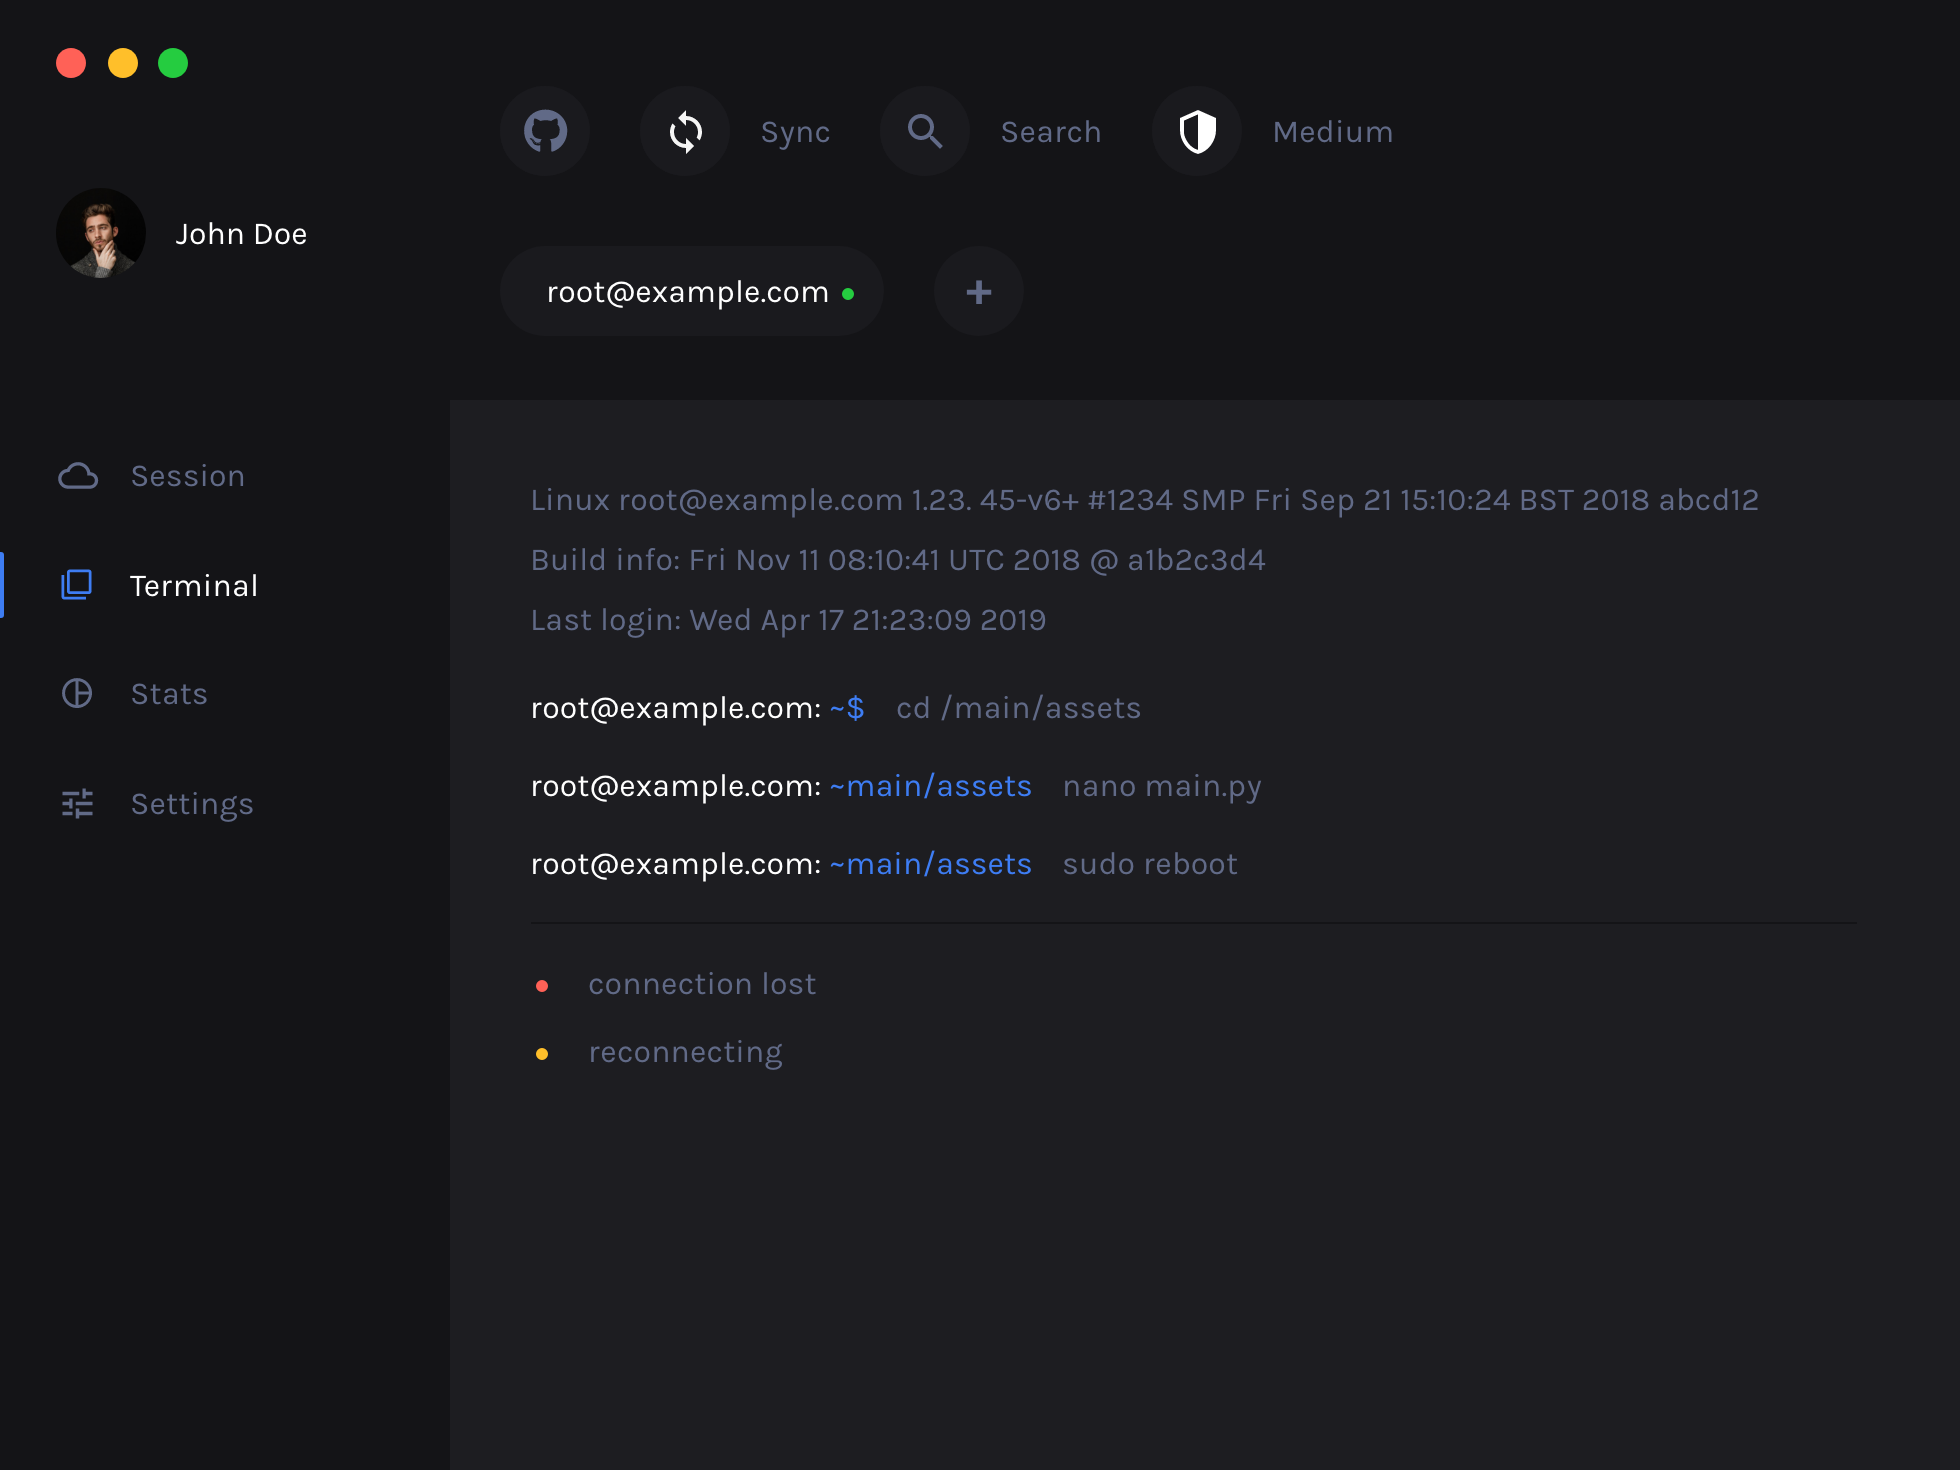 Sync
Search
Medium
John Doe
root@example.com
+
Session
Terminal
Stats
Settings
Linux root@example.com 1.23. 45-v6+ #1234 SMP Fri Sep 21 15:10:24 BST 2018 abcd12
Build info: Fri Nov 11 08:10:41 UTC 2018 @ a1b2c3d4
Last login: Wed Apr 17 21:23:09 2019
root@example.com: ~$ cd /main/assets
root@example.com: ~main/assets nano main.py
root@example.com: ~main/assets sudo reboot
connection lost
reconnecting